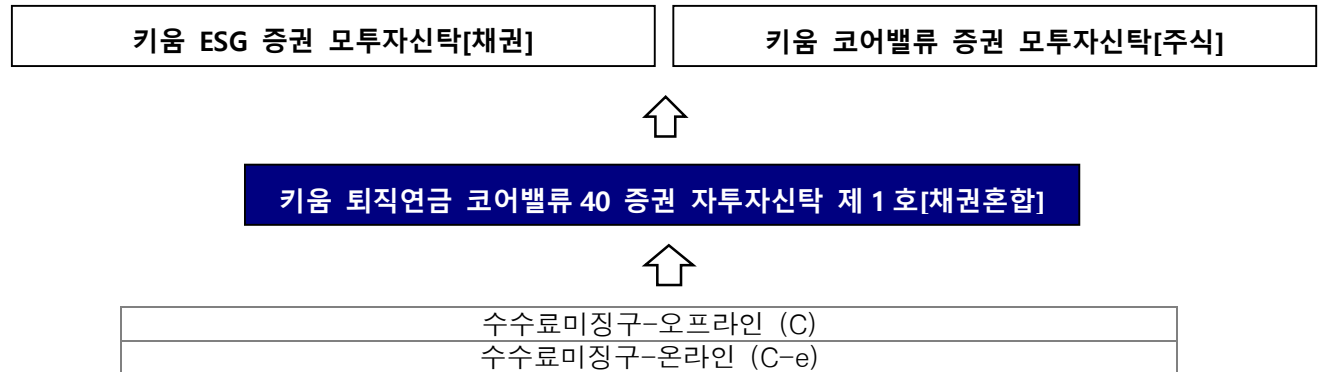 키움 ESG 증권 모투자신탁[채권]
키움 코어밸류 증권 모투자신탁[주식]
키움 퇴직연금 코어밸류 40 증권 자투자신탁 제 1 호[채권혼합]
수수료미징구-오프라인 (C)
수수료미징구-온라인 (C-e)